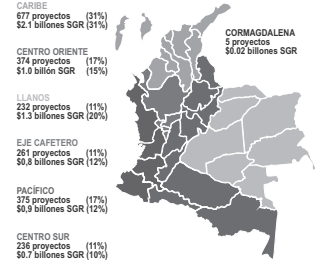 CARIBE
677 proyectos (31%)
$2.1 billones SGR (31%)
CENTRO ORIENTE
374 proyectos (17%)
$1.0 billón SGR (15%)
LLANOS
232 proyectos (11%)
$1.3 billones SGR (20%)
EJE CAFETERO
261 proyectos (11%)
$0,8 billones SGR (12%)
PACÍFICO
375 proyectos (17%)
$0,9 billones SGR (12%)
CENTRO SUR
236 proyectos (11%)
$0.7 billones SGR (10%)
CORMAGDALENA
5 proyectos
$0.02 billones SGR